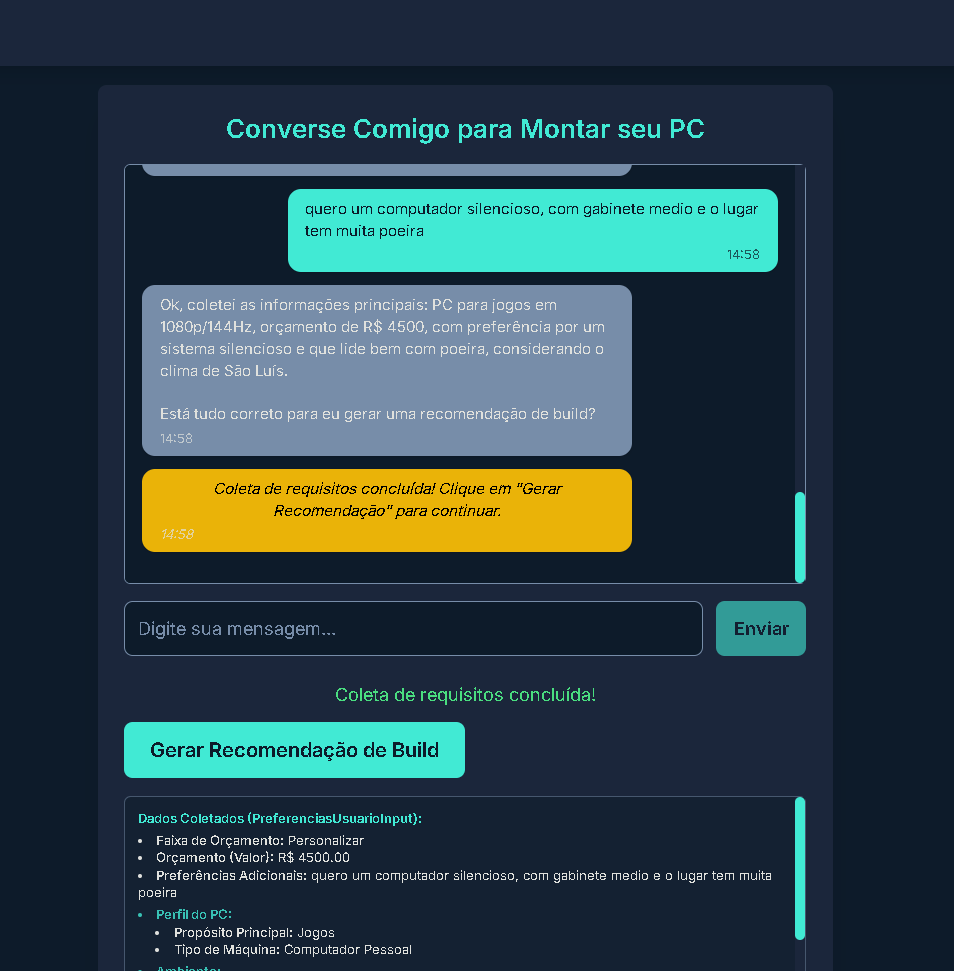 Converse Comigo para Montar seu PC
quero um computador silencioso, com gabinete medio e o lugar
tem muita poeira
14:58
Ok, coletei as informações principais: PC para jogos em
1080p/144Hz, orçamento de R$ 4500, com preferência por um
sistema silencioso e que lide bem com poeira, considerando o
clima de São Luís.
Está tudo correto para eu gerar uma recomendação de build?
14:58
Coleta de requisitos concluída! Clique em "Gerar
Recomendação" para continuar.
14:58
Digite sua mensagem...
Enviar
Coleta de requisitos concluída!
Gerar Recomendação de Build
Dados Coletados (PreferenciasUsuarioInput):
• Faixa de Orçamento: Personalizar
• Orçamento (Valor): R$ 4500.00
• Preferências Adicionais: quero um computador silencioso, com gabinete medio e o lugar tem muita
poeira
• Perfil do PC:
• Propósito Principal: Jogos
• Tipo de Máquina: Computador Pessoal
• Ambiente: